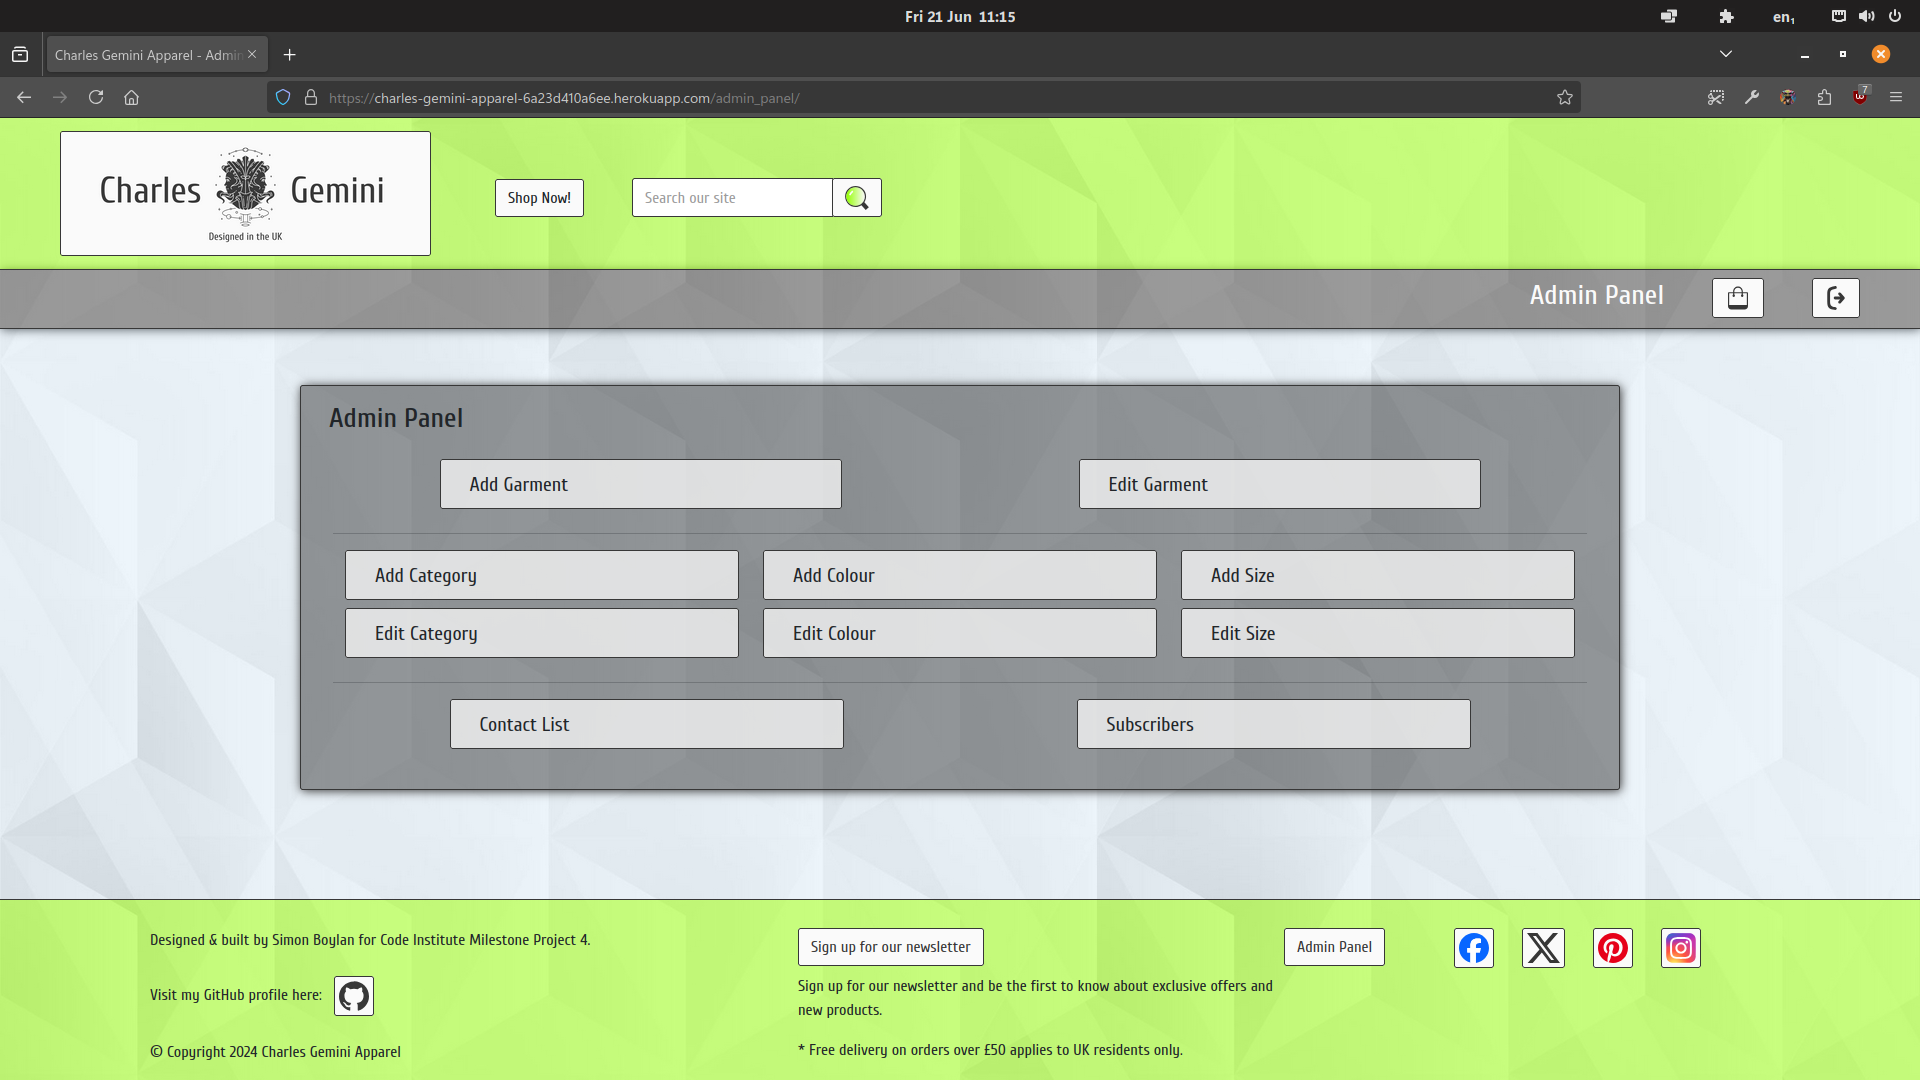 Fri 21 Jun 11:15
en₁
Charles Gemini Apparel - Admin
https://charles-gemini-apparel-6a23d410a6ee.herokuapp.com/admin_panel/
7
Charles Gemini
Designed in the UK
Shop Now!
Search our site
Admin Panel
Admin Panel
Add Garment
Edit Garment
Add Category
Add Colour
Add Size
Edit Category
Edit Colour
Edit Size
Contact List
Subscribers
Designed & built by Simon Boylan for Code Institute Milestone Project 4.
Visit my GitHub profile here:
© Copyright 2024 Charles Gemini Apparel
Sign up for our newsletter
Sign up for our newsletter and be the first to know about exclusive offers and
new products.
* Free delivery on orders over £50 applies to UK residents only.
Admin Panel